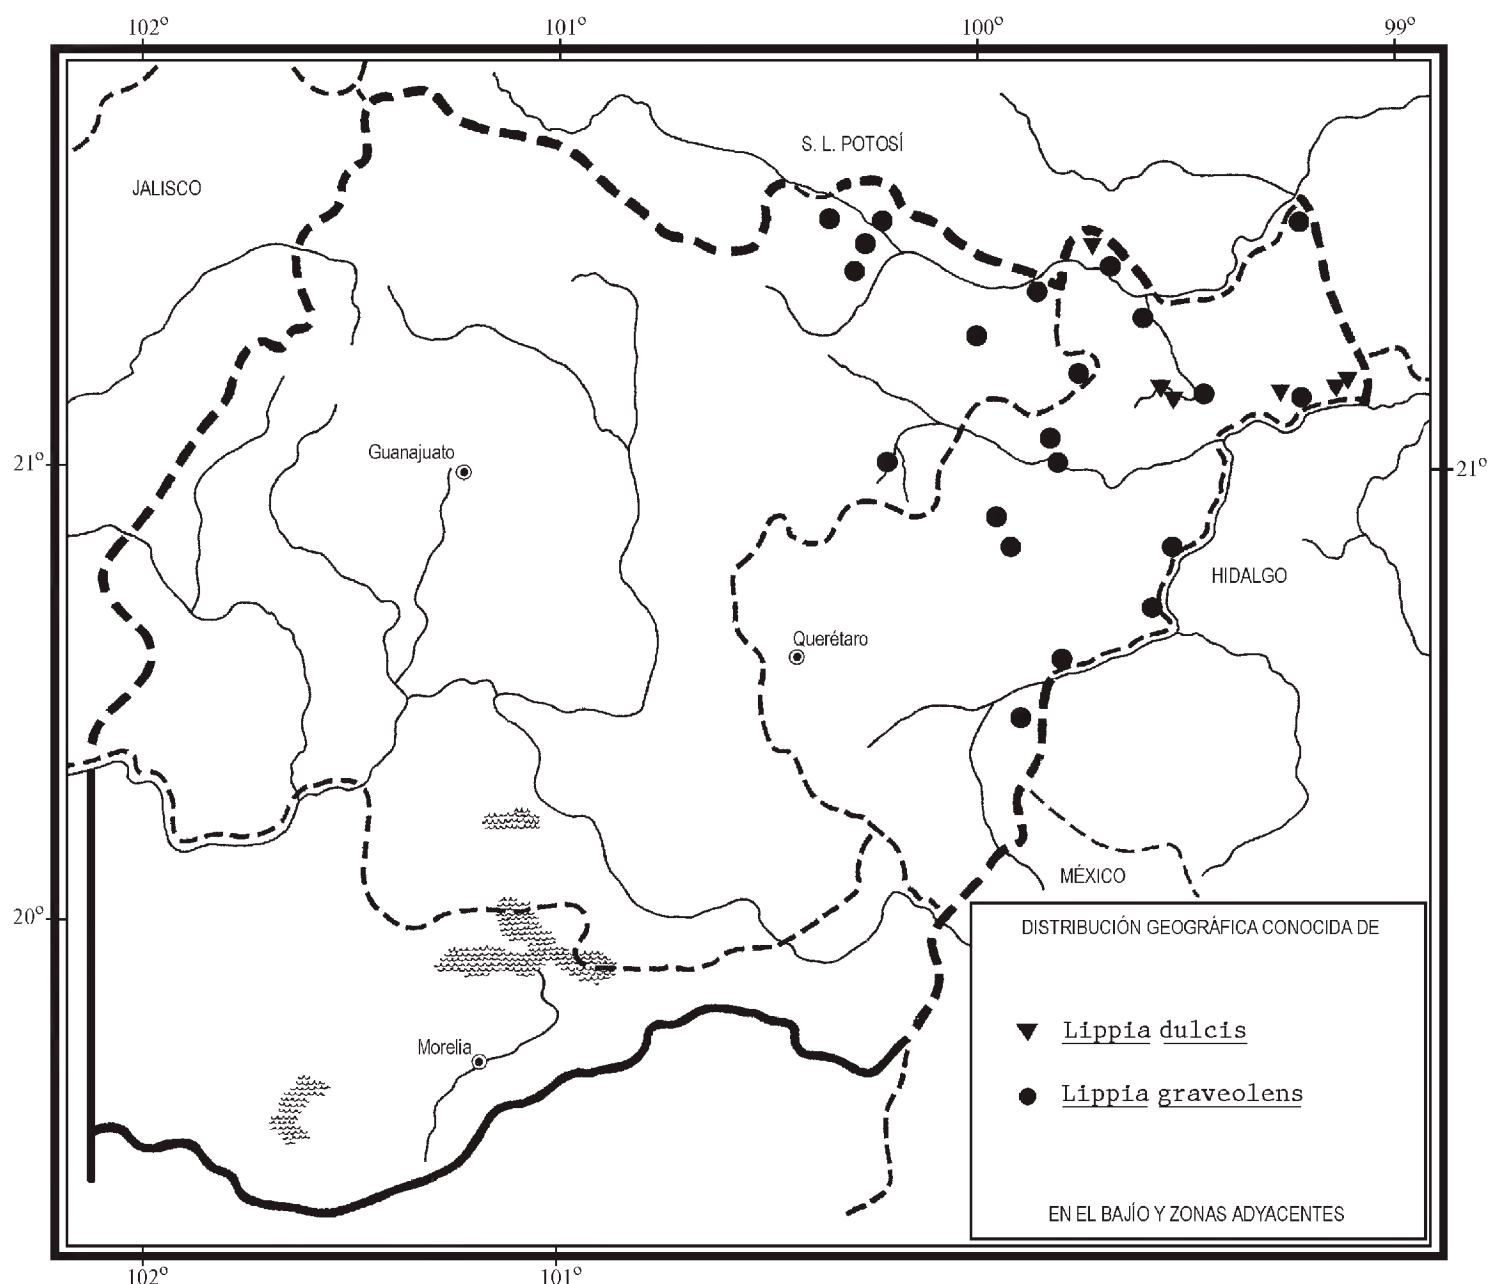 102° 101° 100° 99°
S. L. POTOSÍ
JALISCO
Guanajuato
21° 21°
HIDALGO
Querétaro
MÉXICO
20°
DISTRIBUCIÓN GEOGRÁFICA CONOCIDA DE
Lippia dulcis
Morelia
Lippia graveolens
EN EL BAJÍO Y ZONAS ADYACENTES
102° 101°